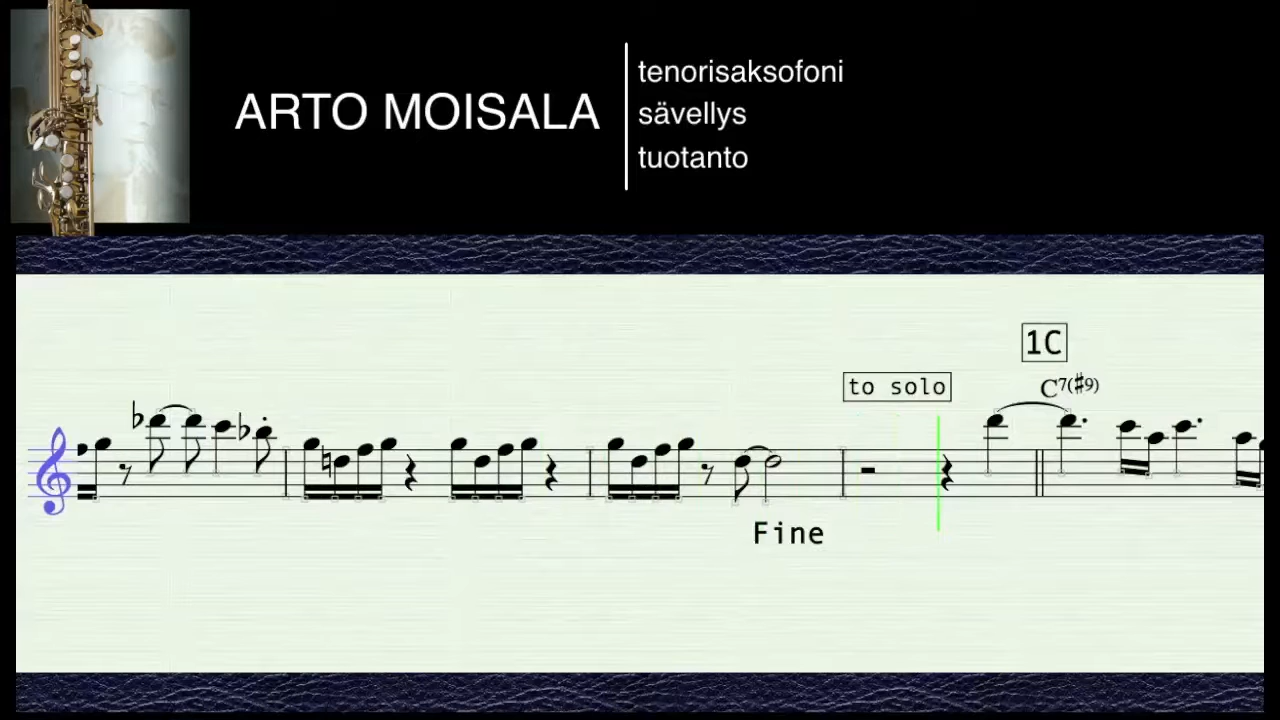 ARTO MOISALA
tenorisaksofoni
sävellys
tuotanto
1C
to solo
C7(#9)
Fine